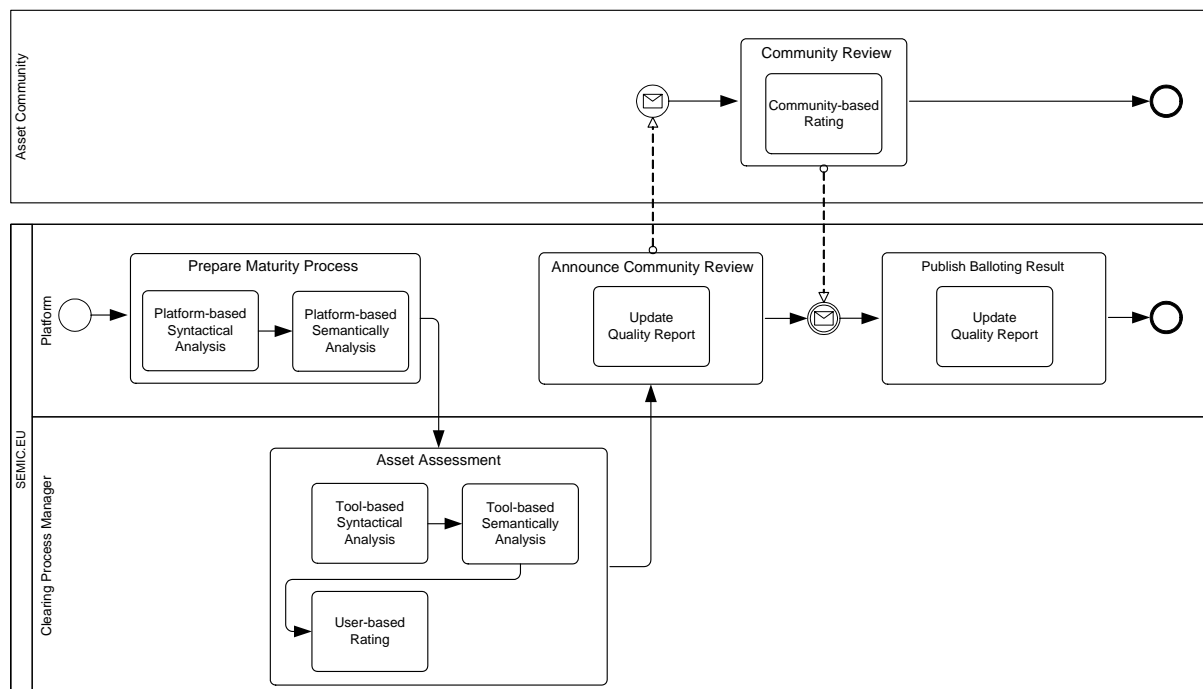 Asset Community
Community Review
Community-based
Rating
SEMIC.EU
Platform
Prepare Maturity Process
Platform-based
Syntactical
Analysis
Platform-based
Semantically
Analysis
Announce Community Review
Update
Quality Report
Publish Balloting Result
Update
Quality Report
Clearing Process Manager
Asset Assessment
Tool-based
Syntactical
Analysis
Tool-based
Semantically
Analysis
User-based
Rating